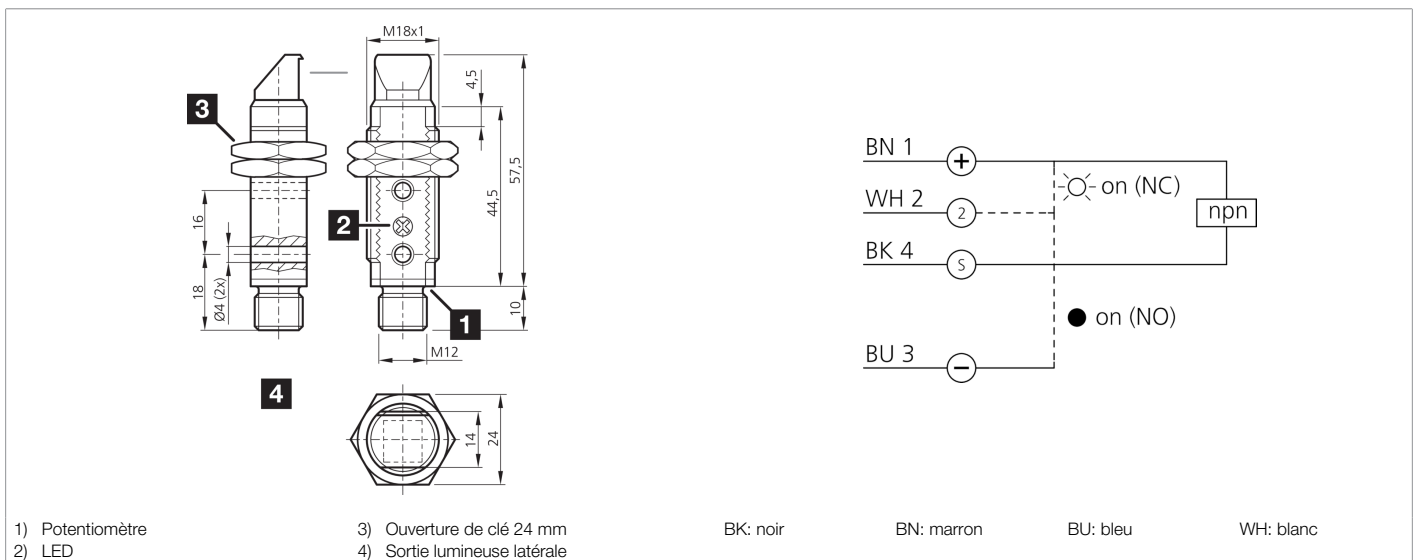 M18x1
4,5
3
57,5
44,5
2
16
18
Ø4 (2x)
10
1
M12
4
14
24
BN 1
+
on (NC)
WH 2
2
npn
BK 4
S
on (NO)
BU 3
−
1) Potentiomètre
2) LED
3) Ouverture de clé 24 mm
4) Sortie lumineuse latérale
BK: noir
BN: marron
BU: bleu
WH: blanc